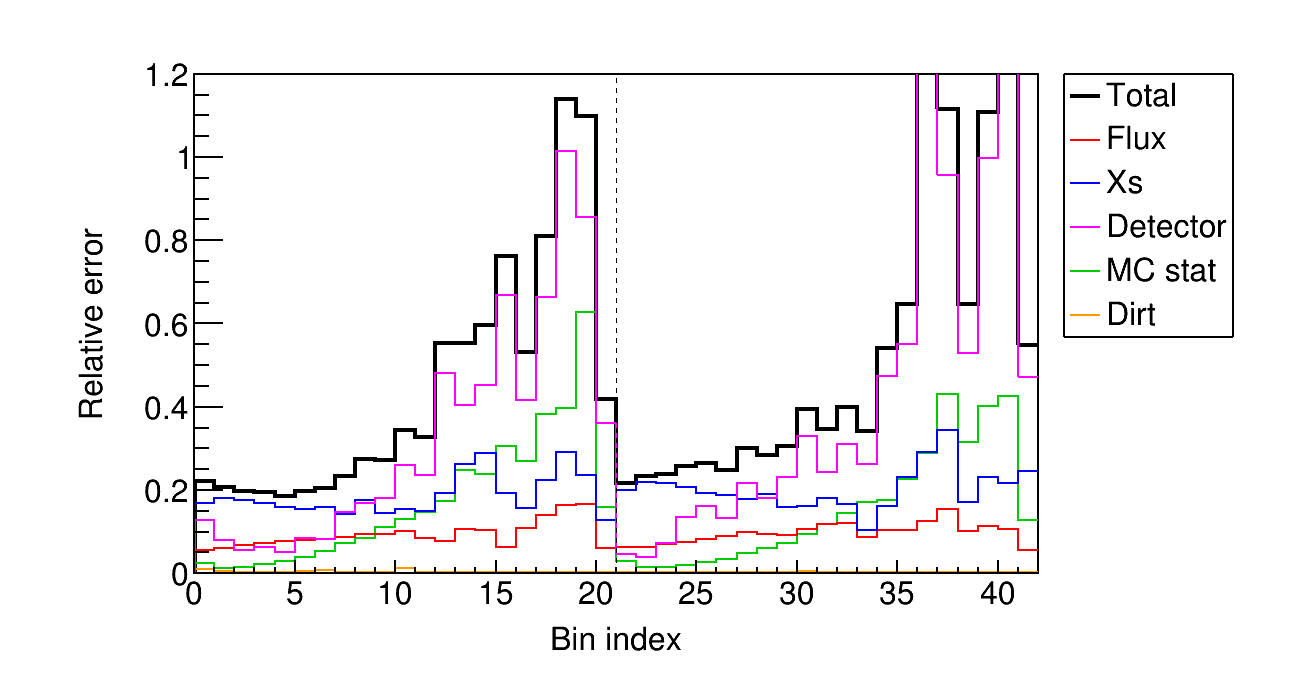 1.2
1
0.8
0.6
0.4
0.2
0
Relative error
0 5 10 15 20 25 30 35 40
Bin index
Total
Flux
Xs
Detector
MC stat
Dirt